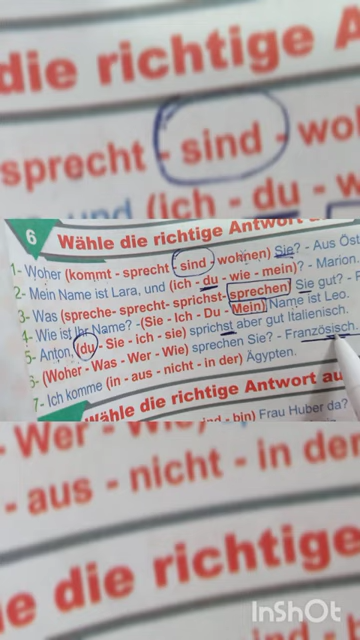 die richtige A
sprecht - sind - wo
und (ich - du - w
6 Wähle die richtige Antwort
1- Woher (kommt - sprecht - sind - wohnen) Sie? - Aus Öst
2- Mein Name ist Lara, und (ich - du - wie - mein)? - Marion.
3- Was (spreche- sprecht- sprichst- sprechen) Sie gut? - F
4- Wie ist Ihr Name? -(Sie - Ich - Du - Mein) Name ist Leo.
5- Anton, (du - Sie - ich - sie) sprichst aber gut Italienisch.
6- (Woher - Was - Wer - Wie) sprechen Sie? - Französisch.
7- Ich komme (in - aus - nicht - in der) Ägypten.
Wähle die richtige Antwort au
sind - bin) Frau Huber da?
- Wer - Wie)
- aus - nicht - in der
e die richtige
InShOt